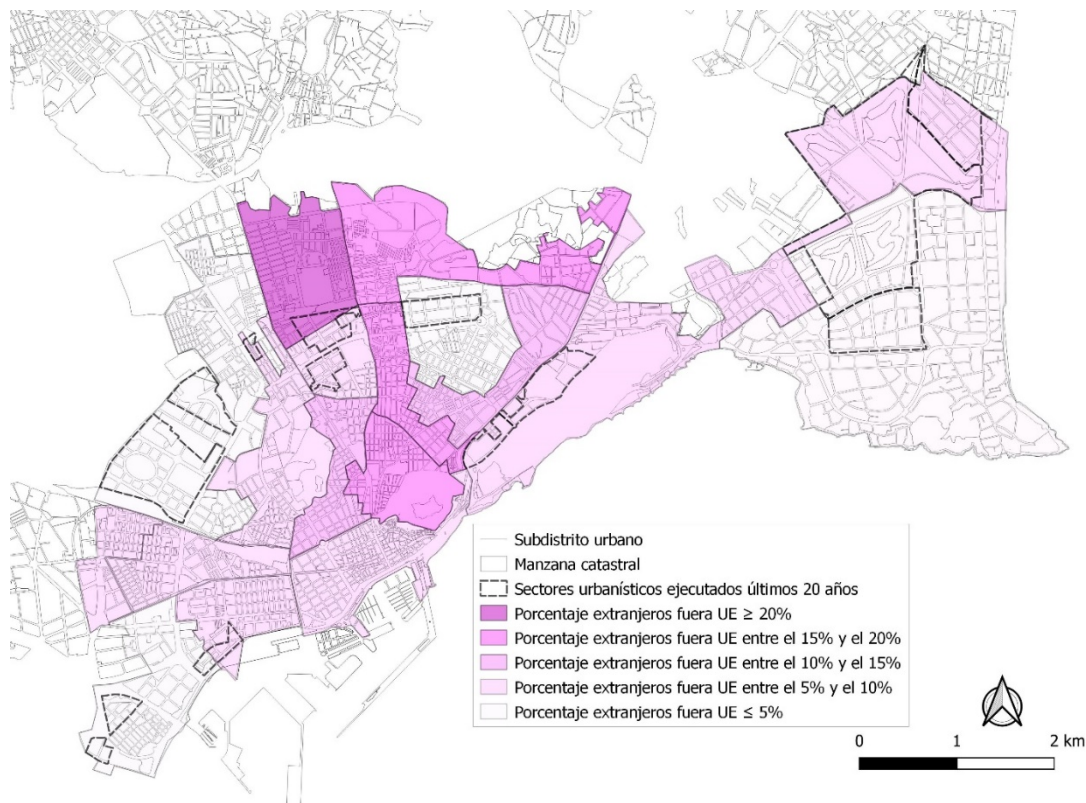 Subdistrito urbano
Manzana catastral
Sectores urbanísticos ejecutados últimos 20 años
Porcentaje extranjeros fuera UE ≥ 20%
Porcentaje extranjeros fuera UE entre el 15% y el 20%
Porcentaje extranjeros fuera UE entre el 10% y el 15%
Porcentaje extranjeros fuera UE entre el 5% y el 10%
Porcentaje extranjeros fuera UE ≤ 5%
0 1 2 km